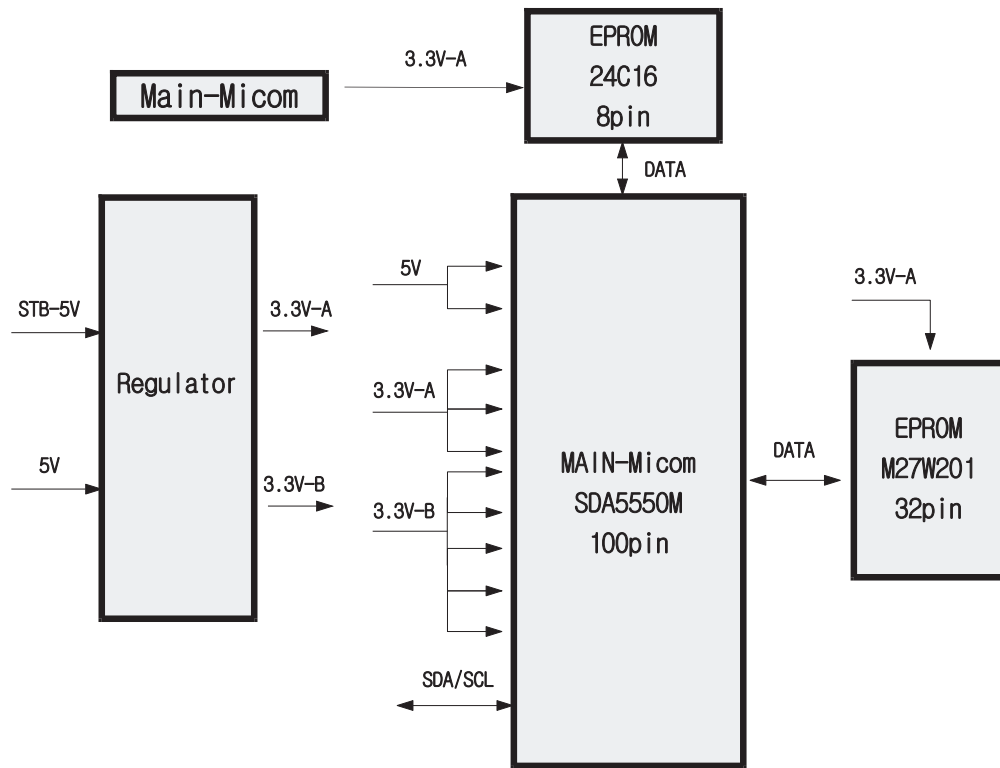 EPROM
24C16
8pin
3.3V-A
Main-Micom
DATA
5V
3.3V-A
STB-5V
3.3V-A
Regulator
3.3V-A
EPROM
M27W201
32pin
DATA
MAIN-Micom
SDA5550M
100pin
5V
3.3V-B
3.3V-B
SDA/SCL